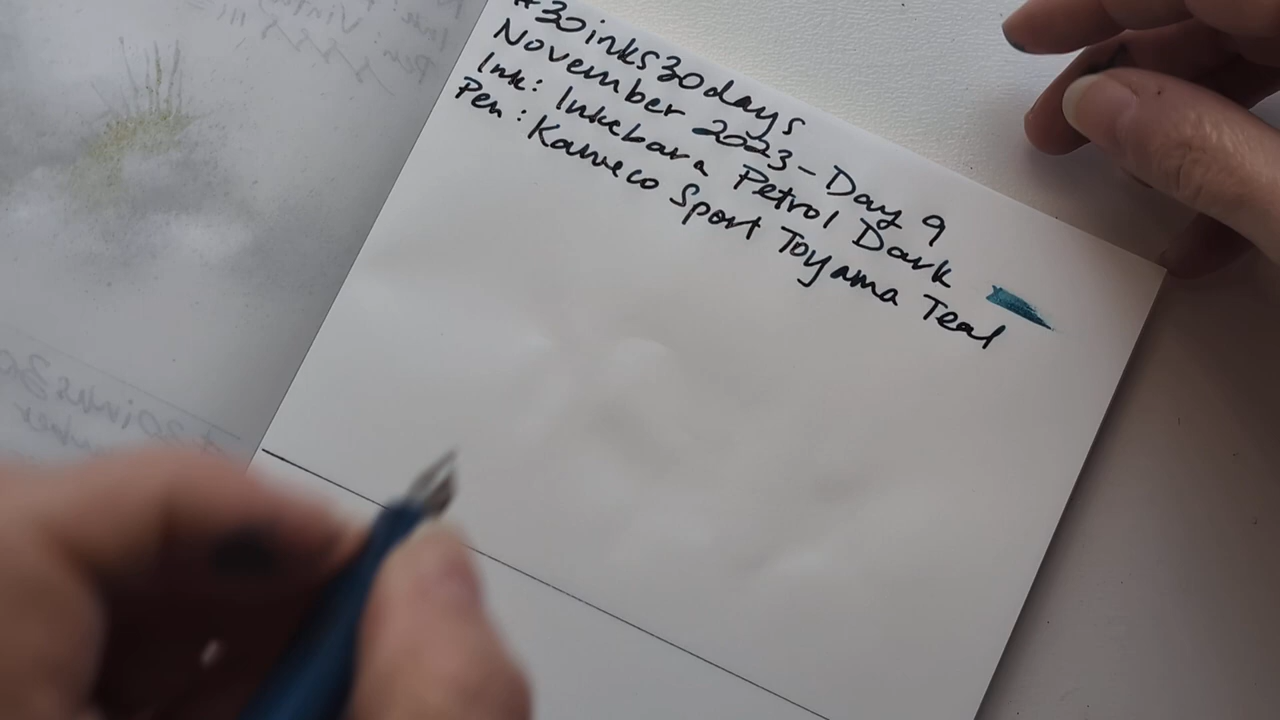 #30inks30days
November 2023 - Day 9
Ink: Inkebara Petrol Dark
Pen: Kaweco Sport Toyama Teal